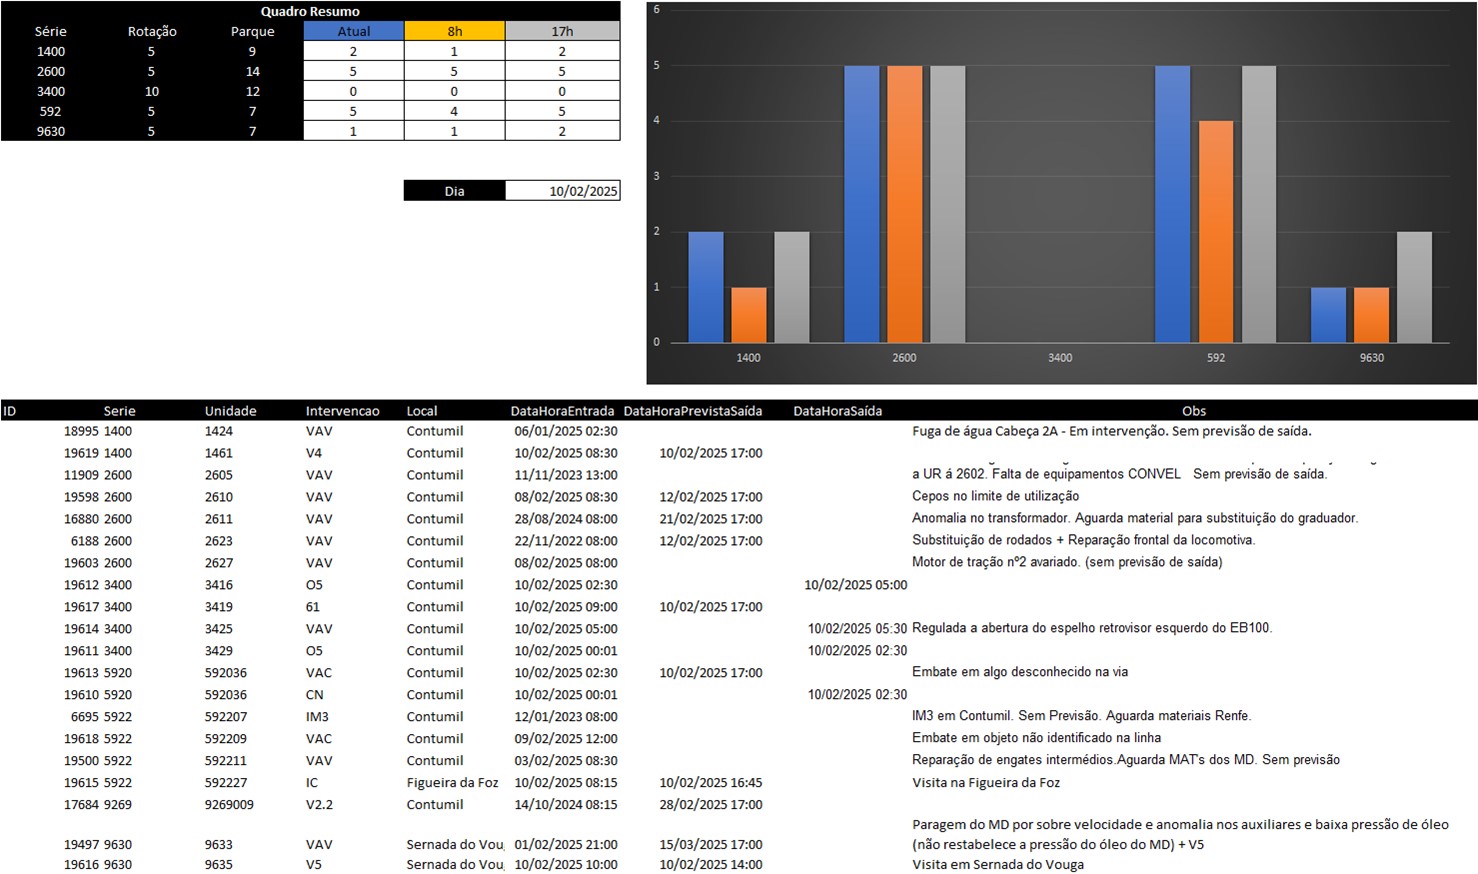 Quadro Resumo
Série Rotação Parque Atual 8h 17h
1400 5 9 2 1 2
2600 5 14 5 5 5
3400 10 12 0 0 0
592 5 7 5 4 5
9630 5 7 1 1 2
Dia 10/02/2025
6
5
4
3
2
1
0
1400 2600 3400 592 9630
ID Serie Unidade Intervencao Local DataHoraEntrada DataHoraPrevistaSaída DataHoraSaída Obs
18995 1400 1424 VAV Contumil 06/01/2025 02:30 Fuga de água Cabeça 2A - Em intervenção. Sem previsão de saída.
19619 1400 1461 V4 Contumil 10/02/2025 08:30 10/02/2025 17:00
11909 2600 2605 VAV Contumil 11/11/2023 13:00 a UR á 2602. Falta de equipamentos CONVEL Sem previsão de saída.
19598 2600 2610 VAV Contumil 08/02/2025 08:30 12/02/2025 17:00 Cepos no limite de utilização
16880 2600 2611 VAV Contumil 28/08/2024 08:00 21/02/2025 17:00 Anomalia no transformador. Aguarda material para substituição do graduador.
6188 2600 2623 VAV Contumil 22/11/2022 08:00 12/02/2025 17:00 Substituição de rodados + Reparação frontal da locomotiva.
19603 2600 2627 VAV Contumil 08/02/2025 08:00 Motor de tração nº2 avariado. (sem previsão de saída)
19612 3400 3416 O5 Contumil 10/02/2025 02:30 10/02/2025 05:00
19617 3400 3419 61 Contumil 10/02/2025 09:00 10/02/2025 17:00
19614 3400 3425 VAV Contumil 10/02/2025 05:00 10/02/2025 05:30 Regulada a abertura do espelho retrovisor esquerdo do EB100.
19611 3400 3429 O5 Contumil 10/02/2025 00:01 10/02/2025 02:30
19613 5920 592036 VAC Contumil 10/02/2025 02:30 10/02/2025 17:00 Embate em algo desconhecido na via
19610 5920 592036 CN Contumil 10/02/2025 00:01 10/02/2025 02:30
6695 5922 592207 IM3 Contumil 12/01/2023 08:00 IM3 em Contumil. Sem Previsão. Aguarda materiais Renfe.
19618 5922 592209 VAC Contumil 09/02/2025 12:00 Embate em objeto não identificado na linha
19500 5922 592211 VAV Contumil 03/02/2025 08:30 Reparação de engates intermédios.Aguarda MAT's dos MD. Sem previsão
19615 5922 592227 IC Figueira da Foz 10/02/2025 08:15 10/02/2025 16:45 Visita na Figueira da Foz
17684 9269 9269009 V2.2 Contumil 14/10/2024 08:15 28/02/2025 17:00
Paragem do MD por sobre velocidade e anomalia nos auxiliares e baixa pressão de óleo
19497 9630 9633 VAV Sernada do Vou 01/02/2025 21:00 15/03/2025 17:00 (não restabelece a pressão do óleo do MD) + V5
19616 9630 9635 V5 Sernada do Vou 10/02/2025 10:00 10/02/2025 14:00 Visita em Sernada do Vouga